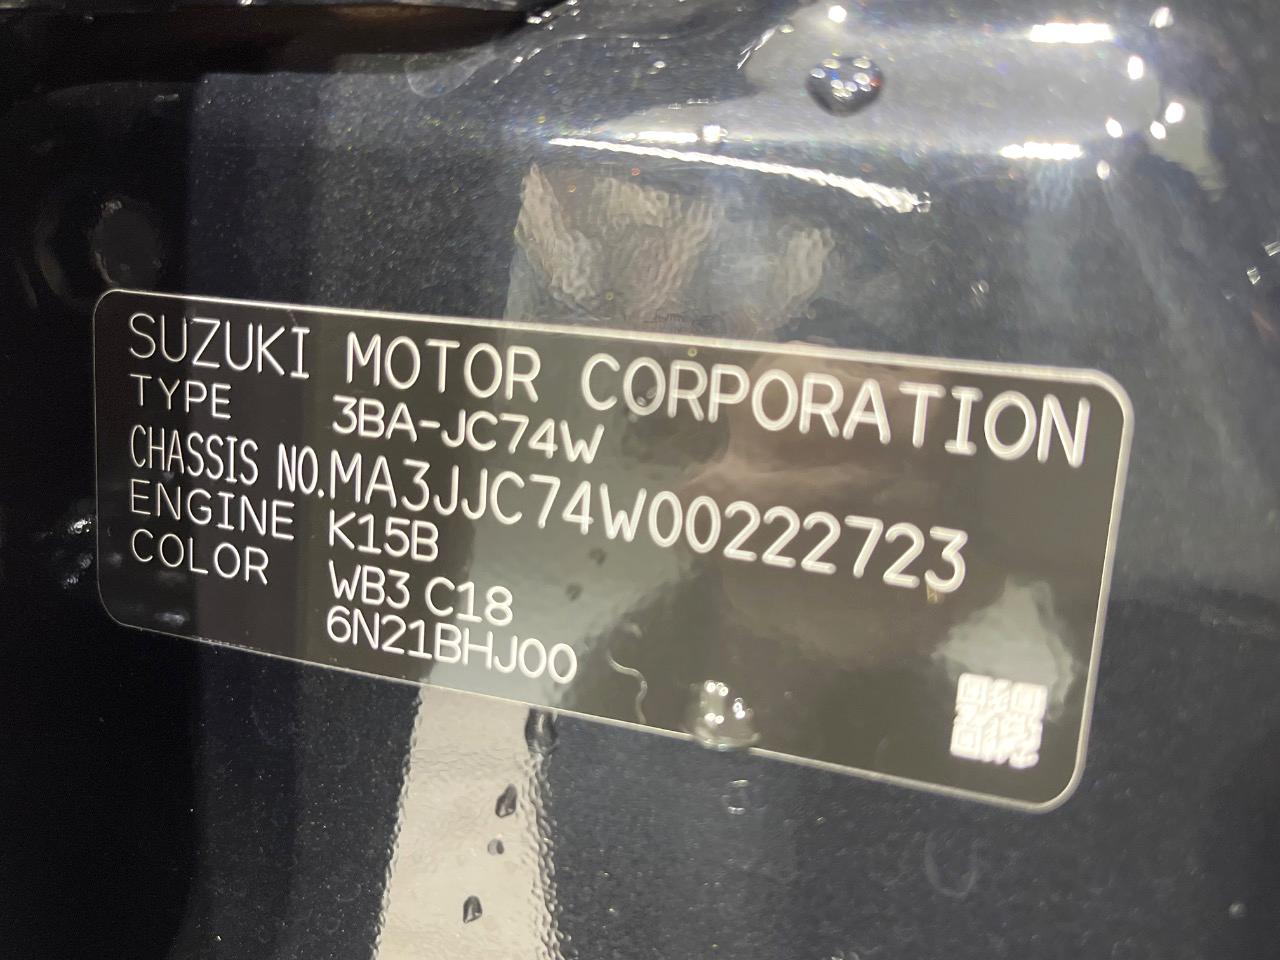 SUZUKI MOTOR CORPORATION
TYPE 3BA-JC74W
CHASSIS NO. MA3JJC74W00222723
ENGINE K15B
COLOR WB3 C18
6N21BHJ00